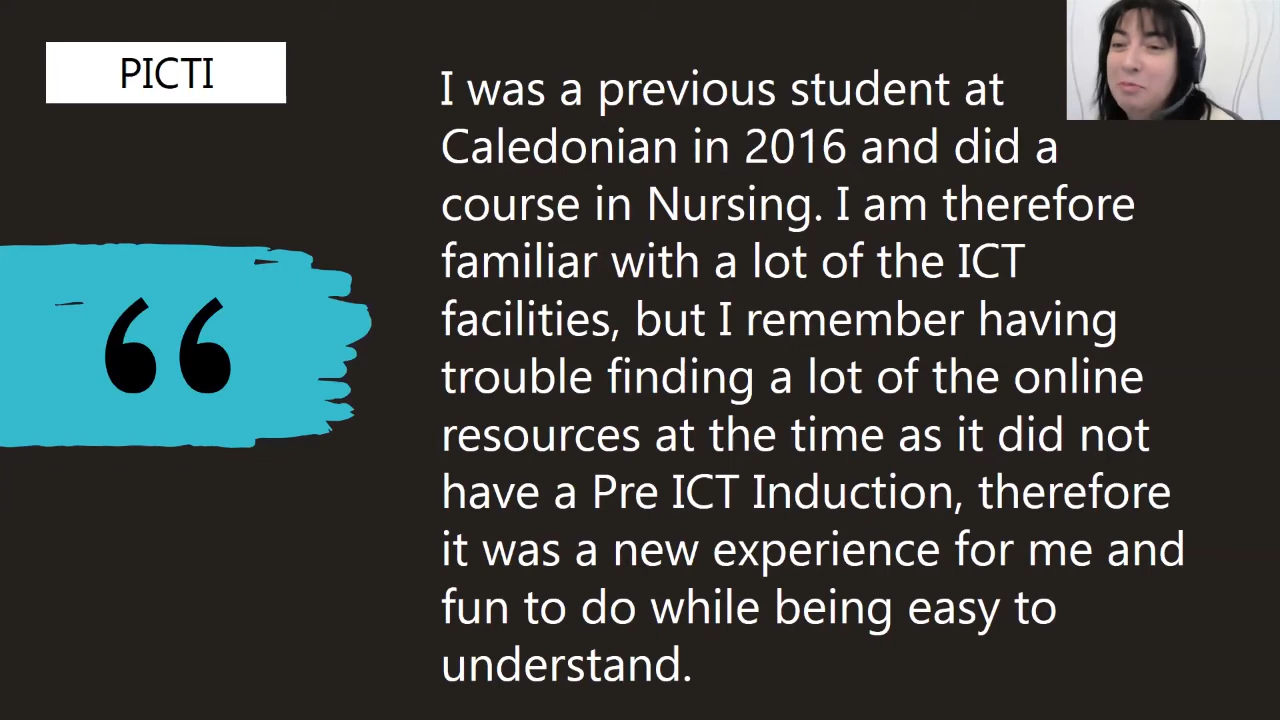 PICTI
I was a previous student at
Caledonian in 2016 and did a
course in Nursing. I am therefore
familiar with a lot of the ICT
facilities, but I remember having
trouble finding a lot of the online
resources at the time as it did not
have a Pre ICT Induction, therefore
it was a new experience for me and
fun to do while being easy to
understand.